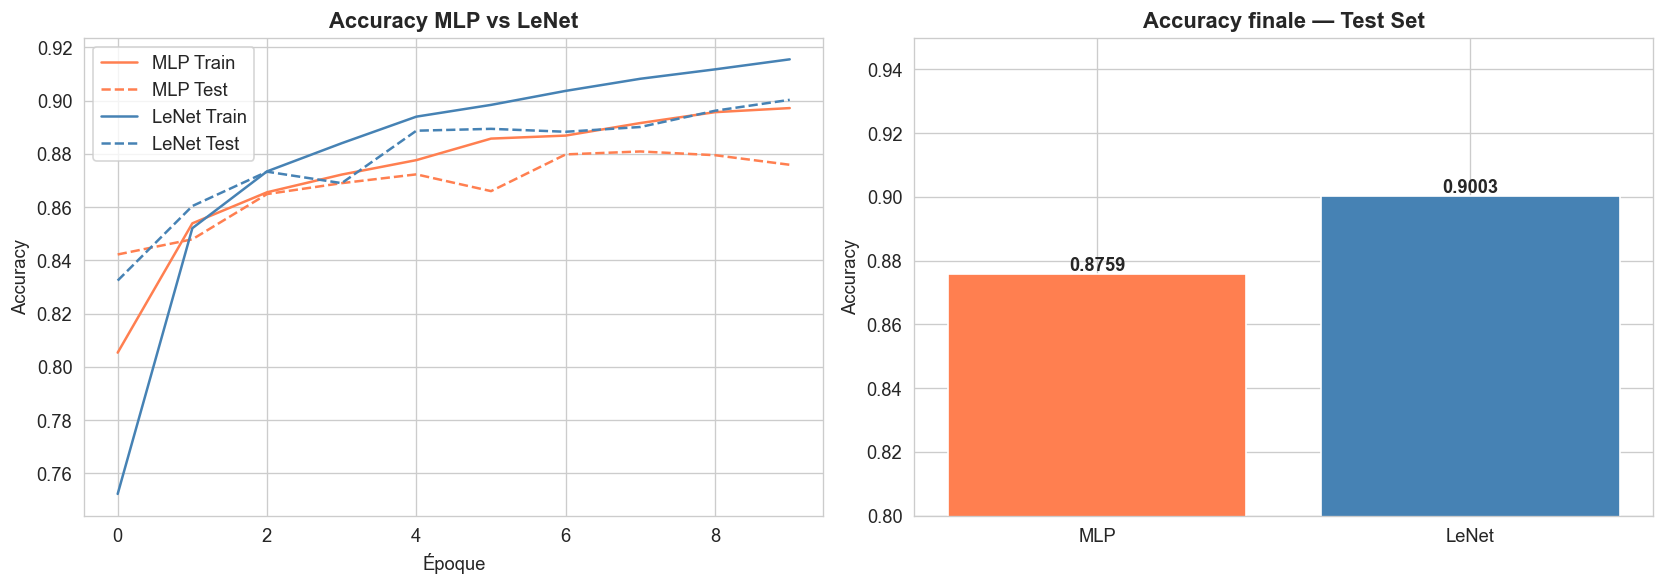 Accuracy MLP vs LeNet
0.92
0.90
0.88
0.86
0.84
0.82
0.80
0.78
0.76
Accuracy
MLP Train
MLP Test
LeNet Train
LeNet Test
0 2 4 6 8
Époque
Accuracy finale — Test Set
0.94
0.92
0.90
0.88
0.86
0.84
0.82
0.80
Accuracy
0.8759
0.9003
MLP LeNet